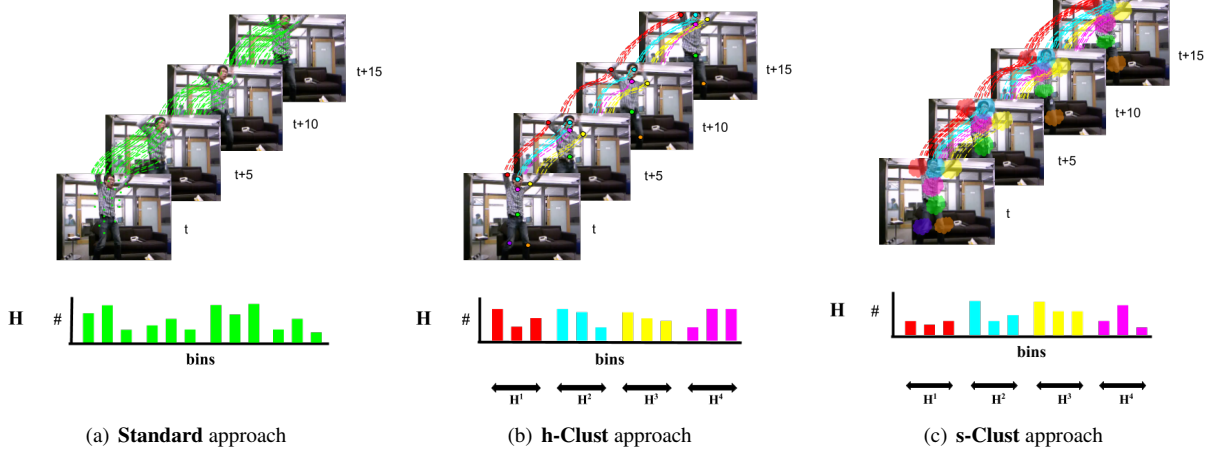 t+15
t+10
t+5
t
H
#
bins
(a) Standard approach
t+15
t+10
t+5
t
H
#
bins
H¹ H² H³ H⁴
(b) h-Clust approach
t+15
t+10
t+5
t
H
#
bins
H¹ H² H³ H⁴
(c) s-Clust approach